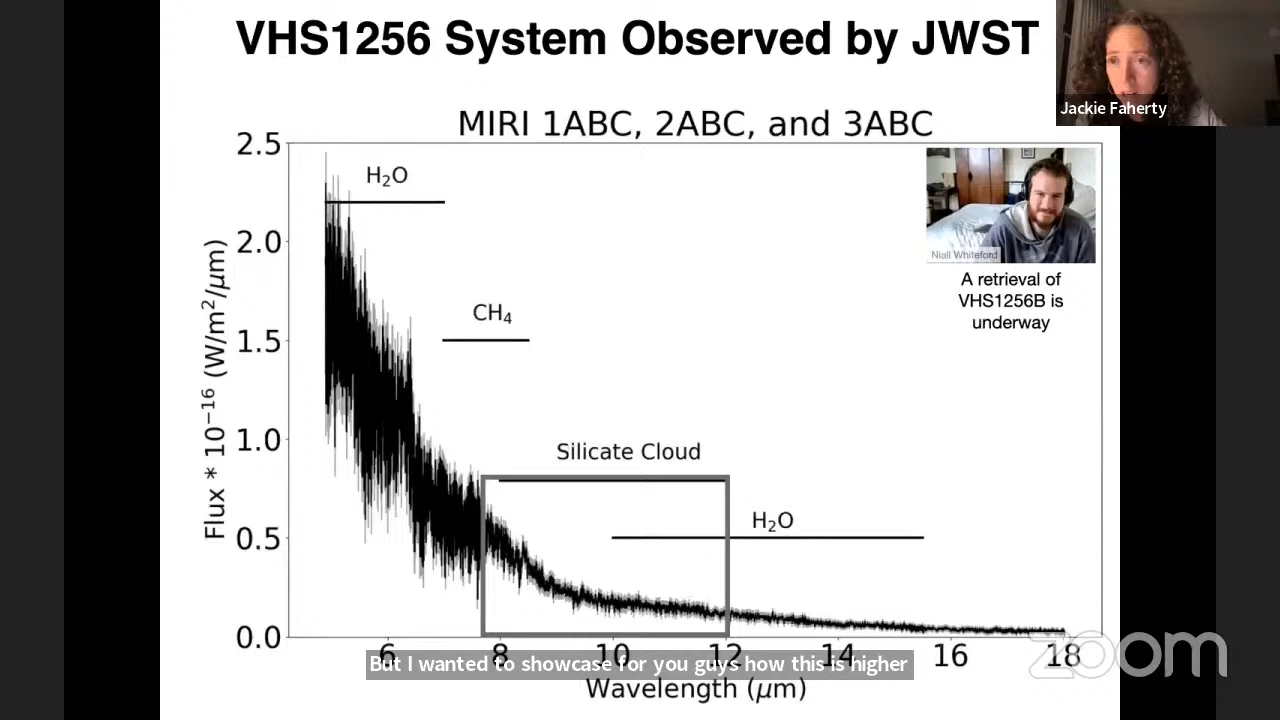 VHS1256 System Observed by JWST
Jackie Faherty
MIRI 1ABC, 2ABC, and 3ABC
2.5
2.0
1.5
1.0
0.5
0.0
Flux * 10⁻¹⁶ (W/m²/μm)
H₂O
CH₄
Silicate Cloud
H₂O
Niall Whiteford
A retrieval of
VHS1256B is
underway
6 8 10 12 14 16 18
But I wanted to showcase for you guys how this is higher
Wavelength (μm)
zoom